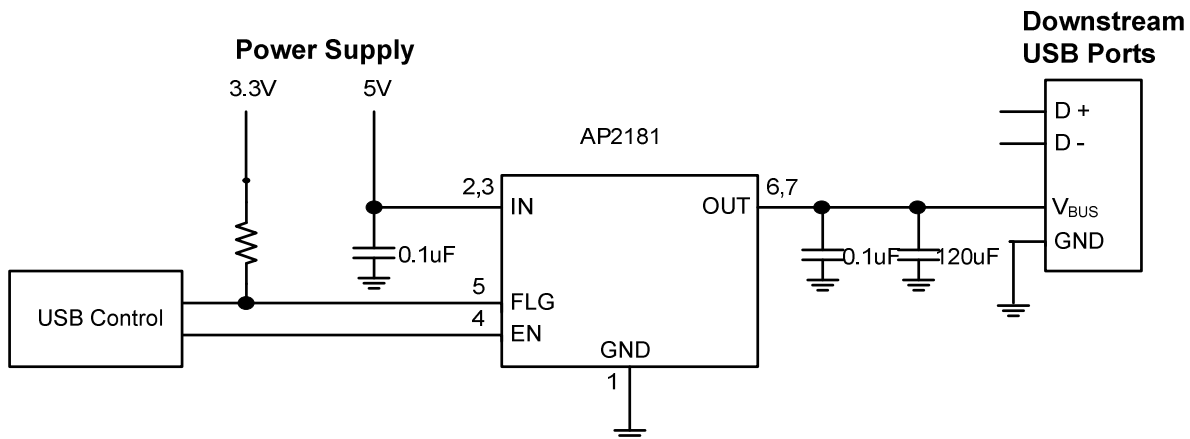 Downstream
USB Ports
Power Supply
3.3V
5V
D +
D -
AP2181
2,3
6,7
IN
OUT
VBUS
GND
0.1uF
0.1uF
120uF
USB Control
5
FLG
4
EN
GND
1